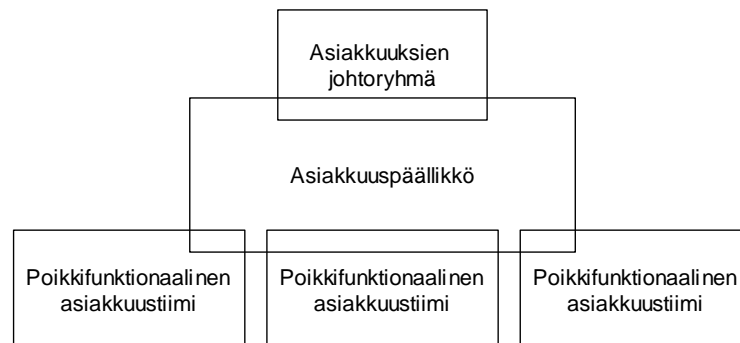 Asiakkuuksien
johtoryhmä
Asiakkuuspäällikkö
Poikkifunktionaalinen
asiakkuustiimi
Poikkifunktionaalinen
asiakkuustiimi
Poikkifunktionaalinen
asiakkuustiimi